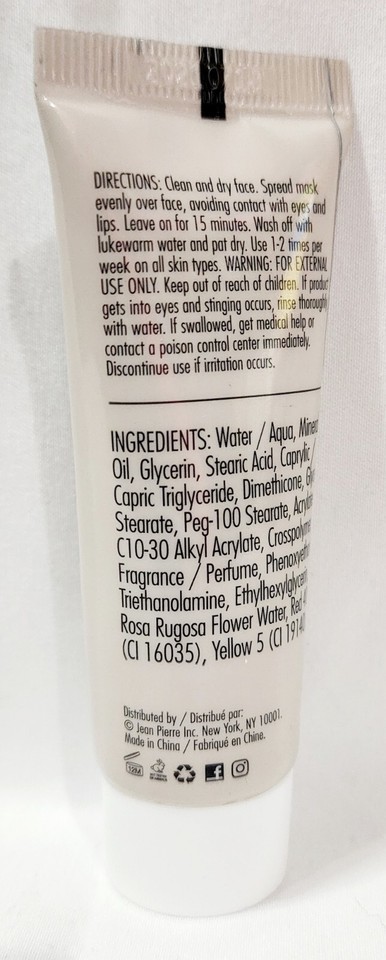 DIRECTIONS: Clean and dry face. Spread mask
evenly over face, avoiding contact with eyes and
lips. Leave on for 15 minutes. Wash off with
lukewarm water and pat dry. Use 1-2 times per
week on all skin types. WARNING: FOR EXTERNAL
USE ONLY. Keep out of reach of children. If product
gets into eyes and stinging occurs, rinse thoroughly
with water. If swallowed, get medical help or
contact a poison control center immediately.
Discontinue use if irritation occurs.
INGREDIENTS: Water / Aqua,
Oil, Glycerin, Stearic Acid, Caprylic /
Capric Triglyceride, Dimethicone,
Stearate, Peg-100 Stearate,
C10-30 Alkyl Acrylate,
Fragrance / Perfume,
Triethanolamine,
Rosa Rugosa Flower Water, Red
(CI 16035), Yellow 5 (CI
Distributed by / Distribué par:
© Jean Pierre Inc. New York, NY 10001.
Made in China / Fabriqué en Chine.
12M